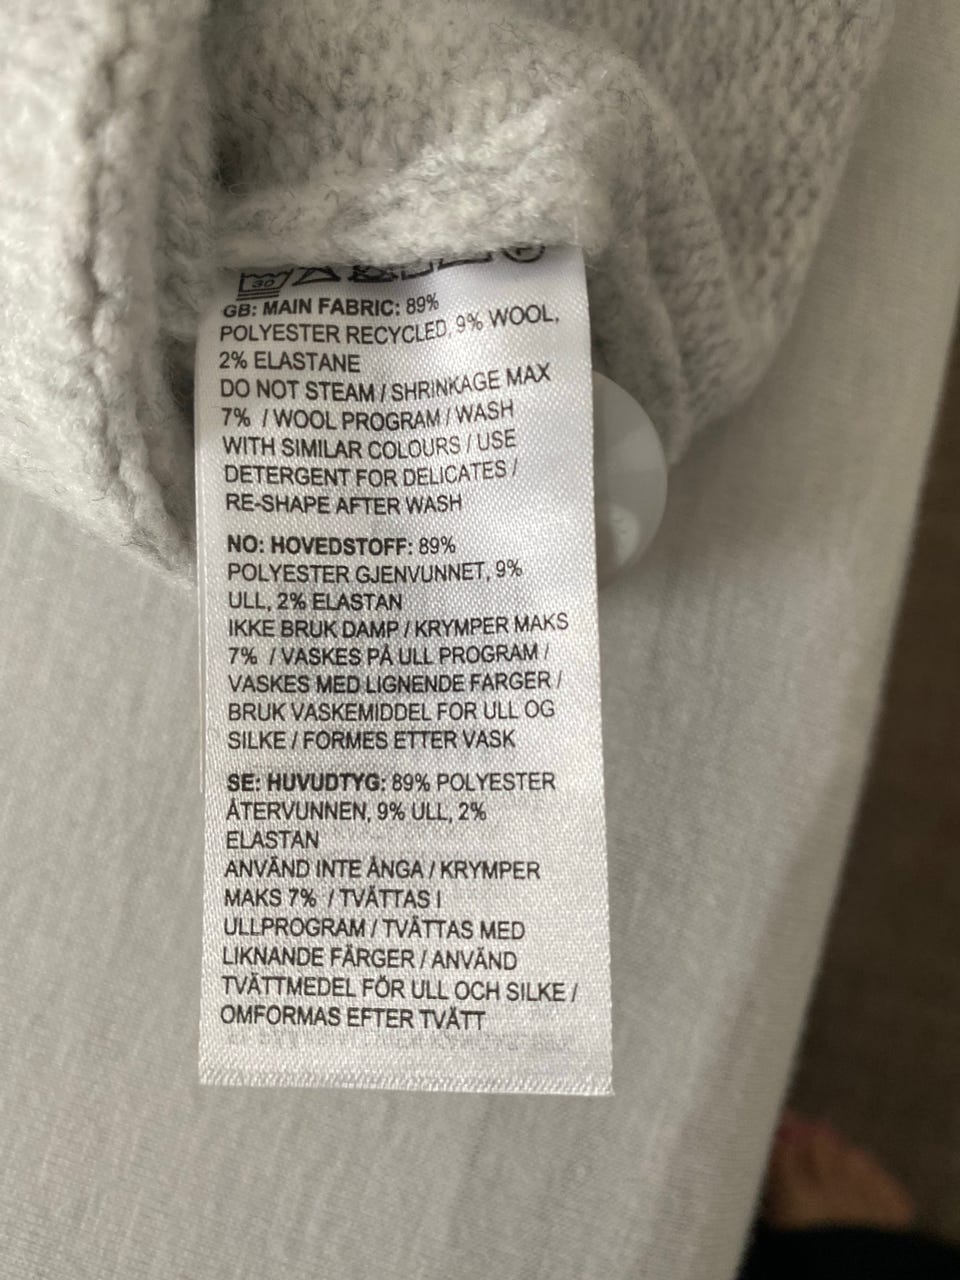 30
GB: MAIN FABRIC: 89%
POLYESTER RECYCLED, 9% WOOL,
2% ELASTANE
DO NOT STEAM / SHRINKAGE MAX
7% / WOOL PROGRAM / WASH
WITH SIMILAR COLOURS / USE
DETERGENT FOR DELICATES /
RE-SHAPE AFTER WASH
NO: HOVEDSTOFF: 89%
POLYESTER GJENVUNNET, 9%
ULL, 2% ELASTAN
IKKE BRUK DAMP / KRYMPER MAKS
7% / VASKES PÅ ULL PROGRAM /
VASKES MED LIGNENDE FARGER /
BRUK VASKEMIDDEL FOR ULL OG
SILKE / FORMES ETTER VASK
SE: HUVUDTYG: 89% POLYESTER
ÅTERVUNNEN, 9% ULL, 2%
ELASTAN
ANVÄND INTE ÅNGA / KRYMPER
MAKS 7% / TVÄTTAS I
ULLPROGRAM / TVÄTTAS MED
LIKNANDE FÄRGER / ANVÄND
TVÄTTMEDEL FÖR ULL OCH SILKE /
OMFORMAS EFTER TVÄTT